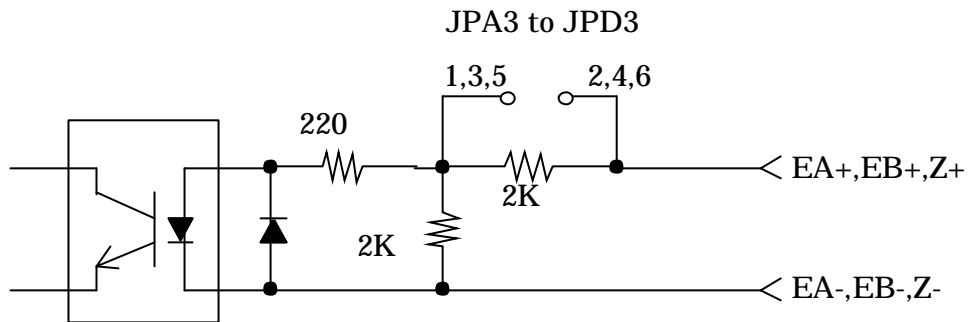 JPA3 to JPD3
1,3,5
2,4,6
220
2K
EA+,EB+,Z+
2K
EA-,EB-,Z-